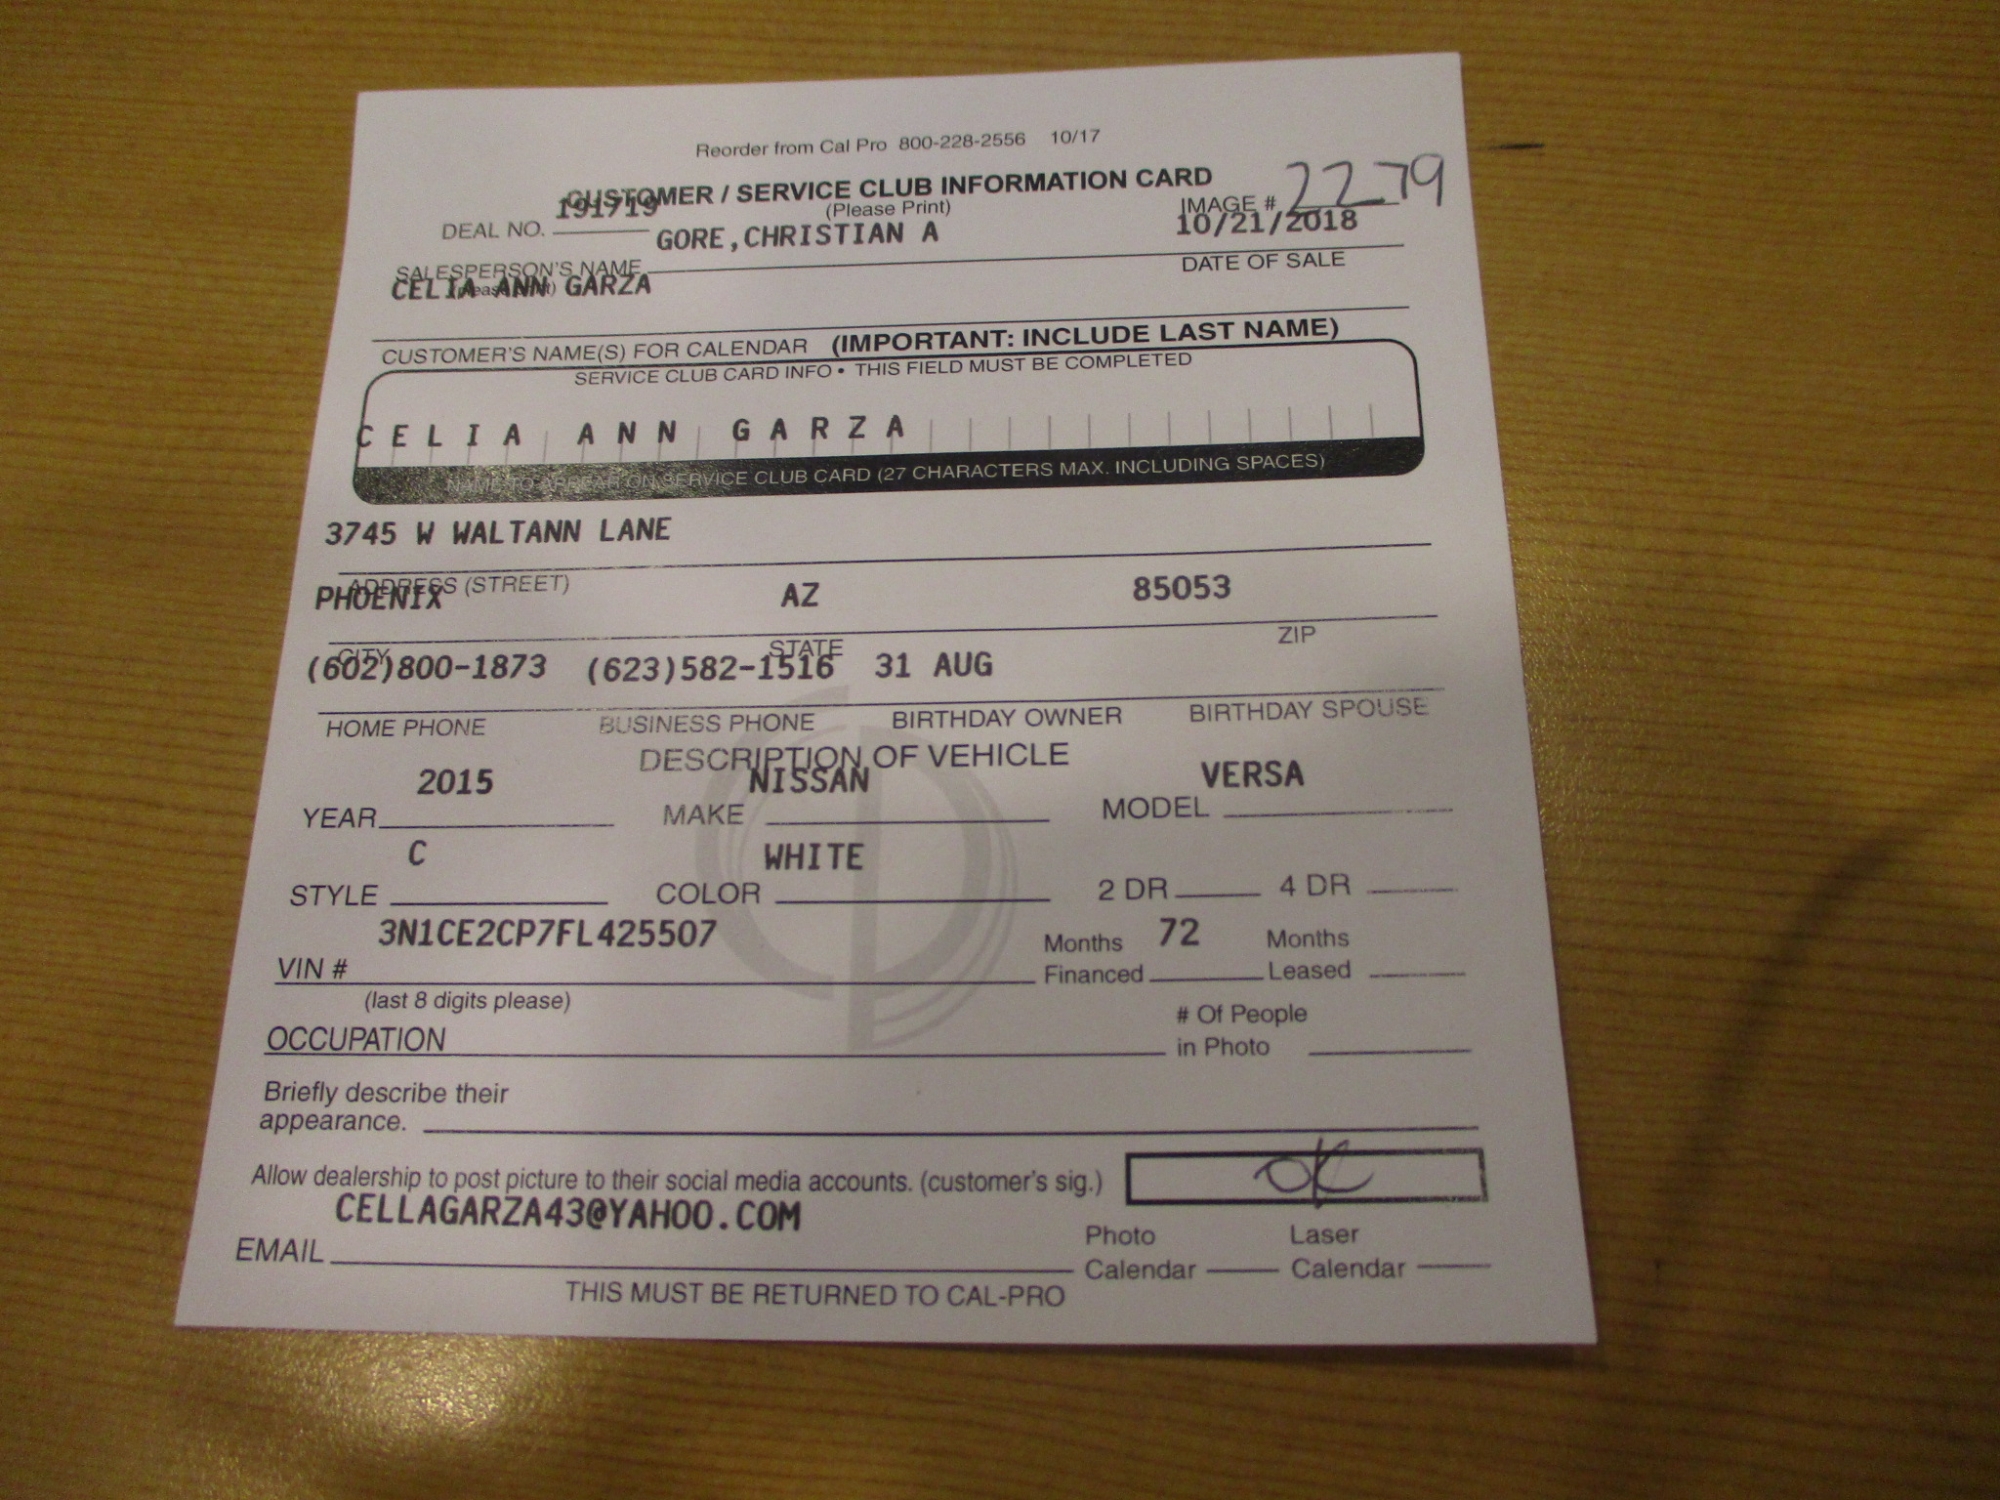 Reorder from Cal Pro 800-228-2556 10/17
CUSTOMER / SERVICE CLUB INFORMATION CARD
(Please Print)
DEAL NO. 191719
IMAGE # 2279
GORE,CHRISTIAN A 10/21/2018
SALESPERSON'S NAME DATE OF SALE
(please print)
CELIA ANN GARZA
CUSTOMER'S NAME(S) FOR CALENDAR (IMPORTANT: INCLUDE LAST NAME)
SERVICE CLUB CARD INFO • THIS FIELD MUST BE COMPLETED
CELIA ANN GARZA
NAME TO APPEAR ON SERVICE CLUB CARD (27 CHARACTERS MAX. INCLUDING SPACES)
3745 W WALTANN LANE
ADDRESS (STREET)
PHOENIX AZ 85053
CITY STATE ZIP
(602)800-1873 (623)582-1516 31 AUG
HOME PHONE BUSINESS PHONE BIRTHDAY OWNER BIRTHDAY SPOUSE
DESCRIPTION OF VEHICLE
2015 NISSAN VERSA
YEAR MAKE MODEL
C WHITE
STYLE COLOR 2 DR 4 DR
3N1CE2CP7FL425507 Months 72 Months
VIN # Financed Leased
(last 8 digits please)
# Of People
OCCUPATION in Photo
Briefly describe their
appearance.
Allow dealership to post picture to their social media accounts. (customer's sig.) OK
CELLAGARZA43@YAHOO.COM
Photo Laser
EMAIL Calendar Calendar
THIS MUST BE RETURNED TO CAL-PRO